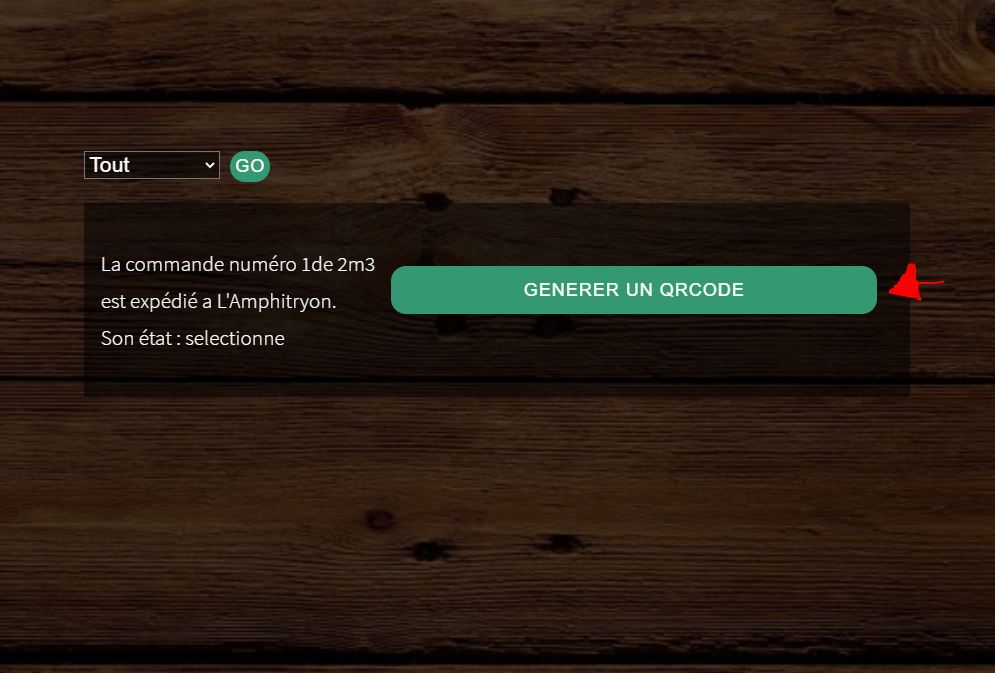 Tout
GO
La commande numéro 1de 2m3
est expédié a L'Amphitryon.
Son état : selectionne
GENERER UN QRCODE